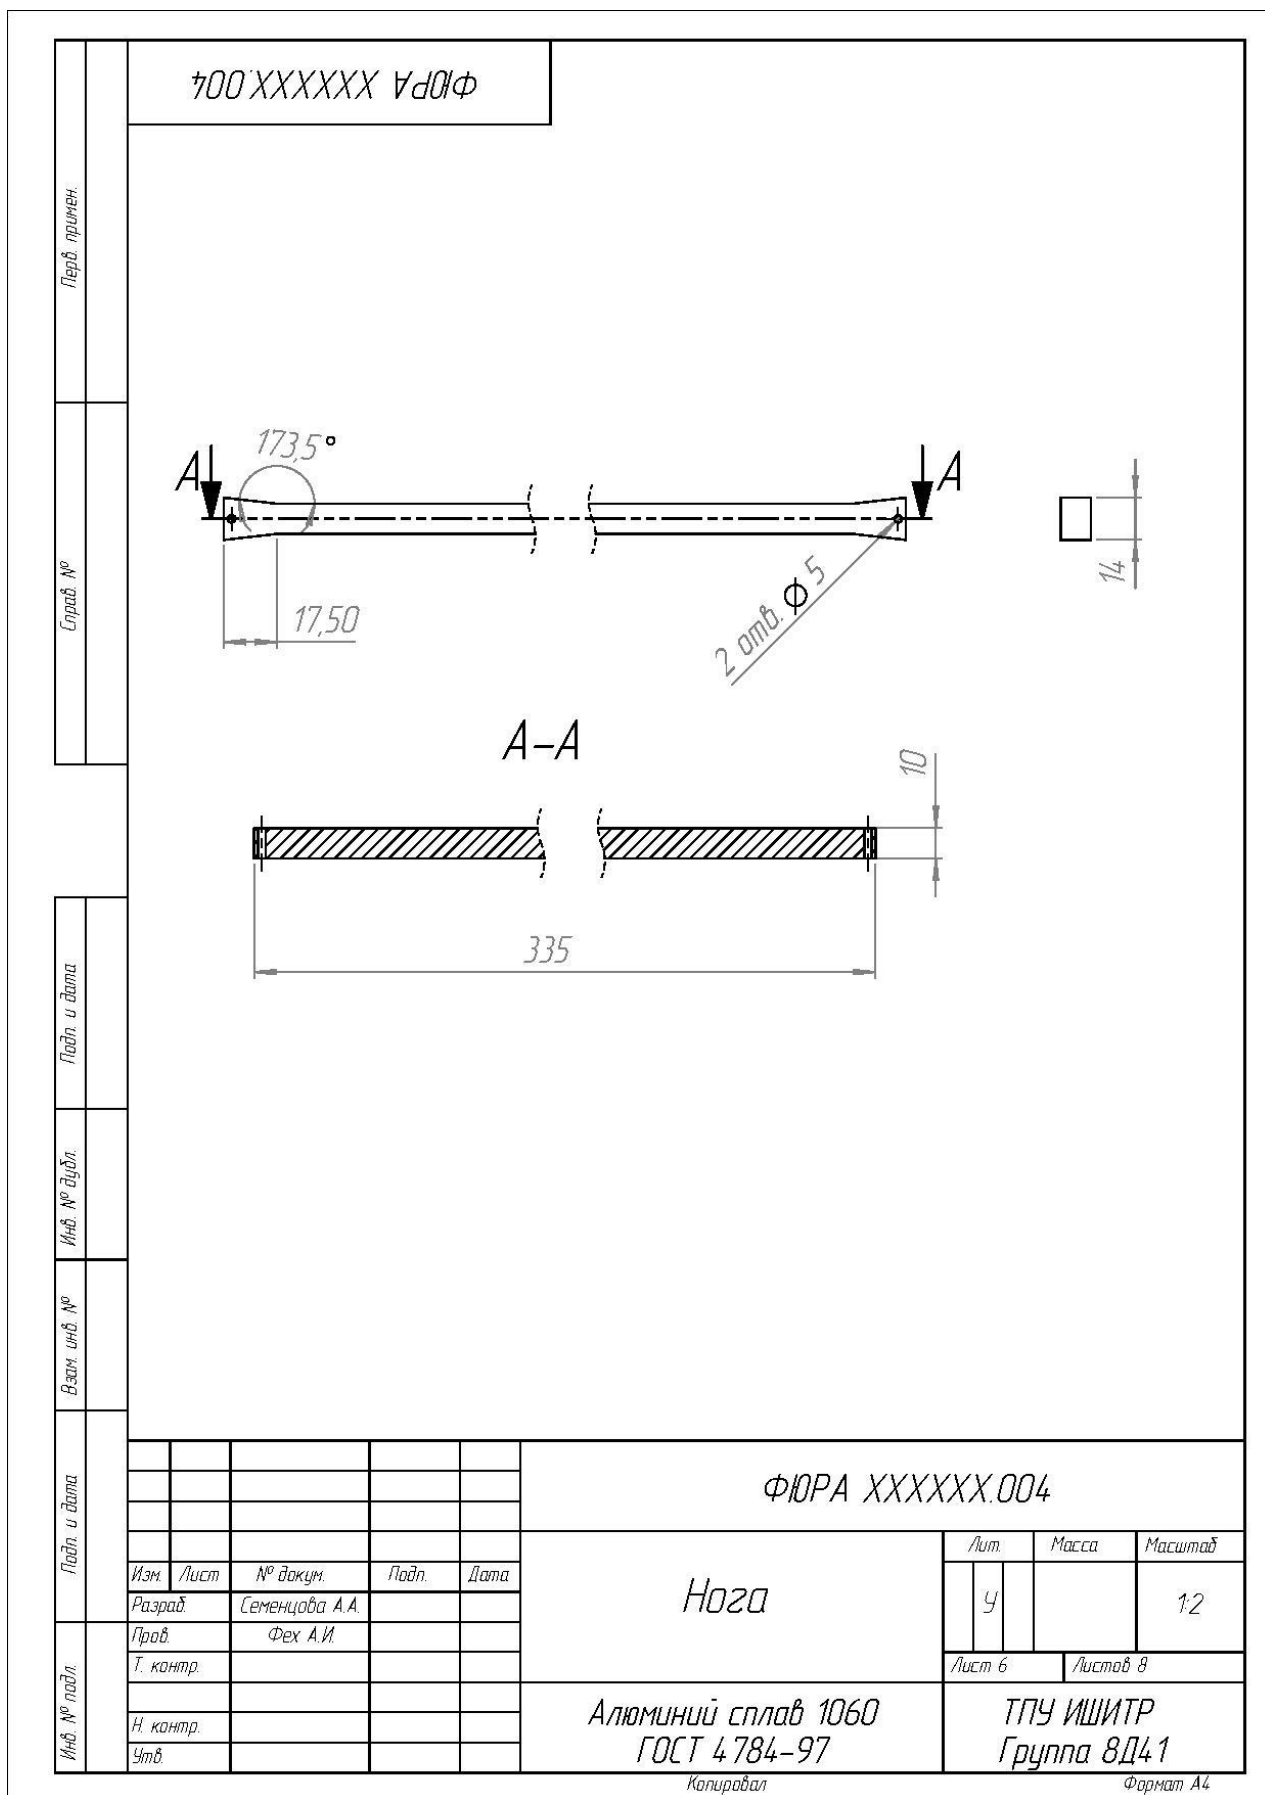 ФЮРА XXXXXX.004
Перв. примен.
Справ. №
Подп. и дата
Инв. № дубл.
Взам. инв. №
Подп. и дата
Инв. № подл.
173,5°
А
А
17,50
2 отв. Φ 5
14
А-А
10
335
ФЮРА XXXXXX.004
Изм. Лист № докум. Подп. Дата
Разраб. Семенцова А.А.
Пров. Фех А.И.
Т. контр.
Н. контр.
Утв.
Нога
Лит. Масса Масштаб
У 1:2
Лист 6 Листов 8
Алюминий сплав 1060
ГОСТ 4784-97
ТПУ ИШИТР
Группа 8Д41
Копировал Формат А4